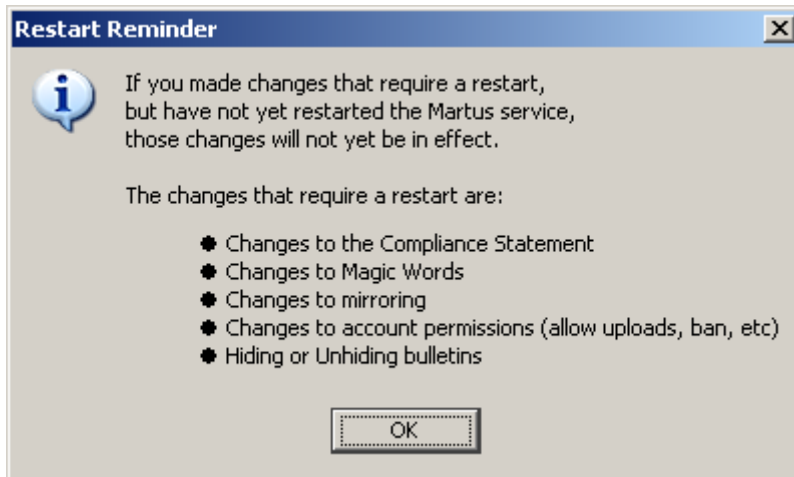 Restart Reminder
If you made changes that require a restart,
but have not yet restarted the Martus service,
those changes will not yet be in effect.
The changes that require a restart are:
● Changes to the Compliance Statement
● Changes to Magic Words
● Changes to mirroring
● Changes to account permissions (allow uploads, ban, etc)
● Hiding or Unhiding bulletins
OK